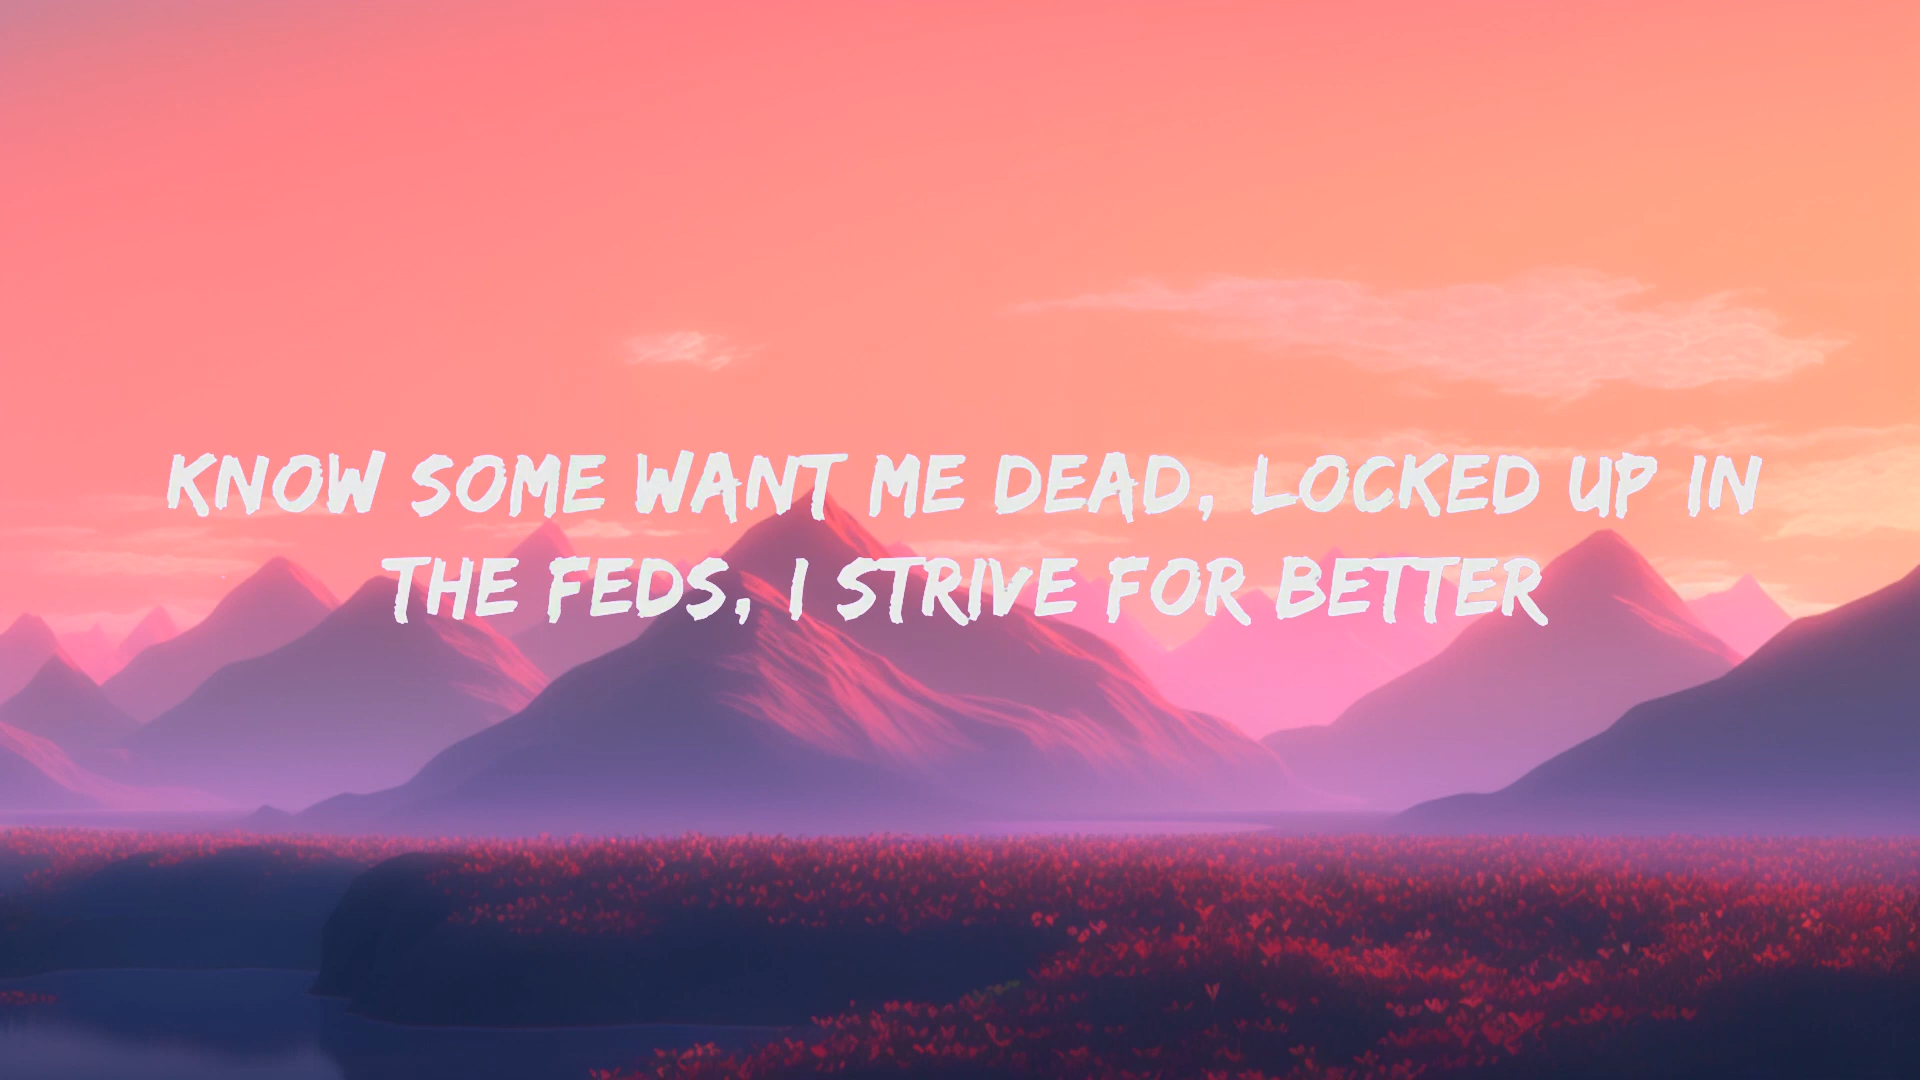 KNOW SOME WANT ME DEAD, LOCKED UP IN
THE FEDS, I STRIVE FOR BETTER